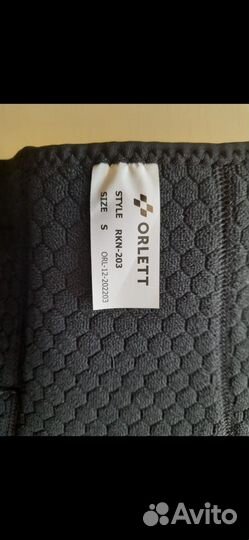 ORLETT
STYLE RKN-203
SIZE S
ORL-12-202203
Avito